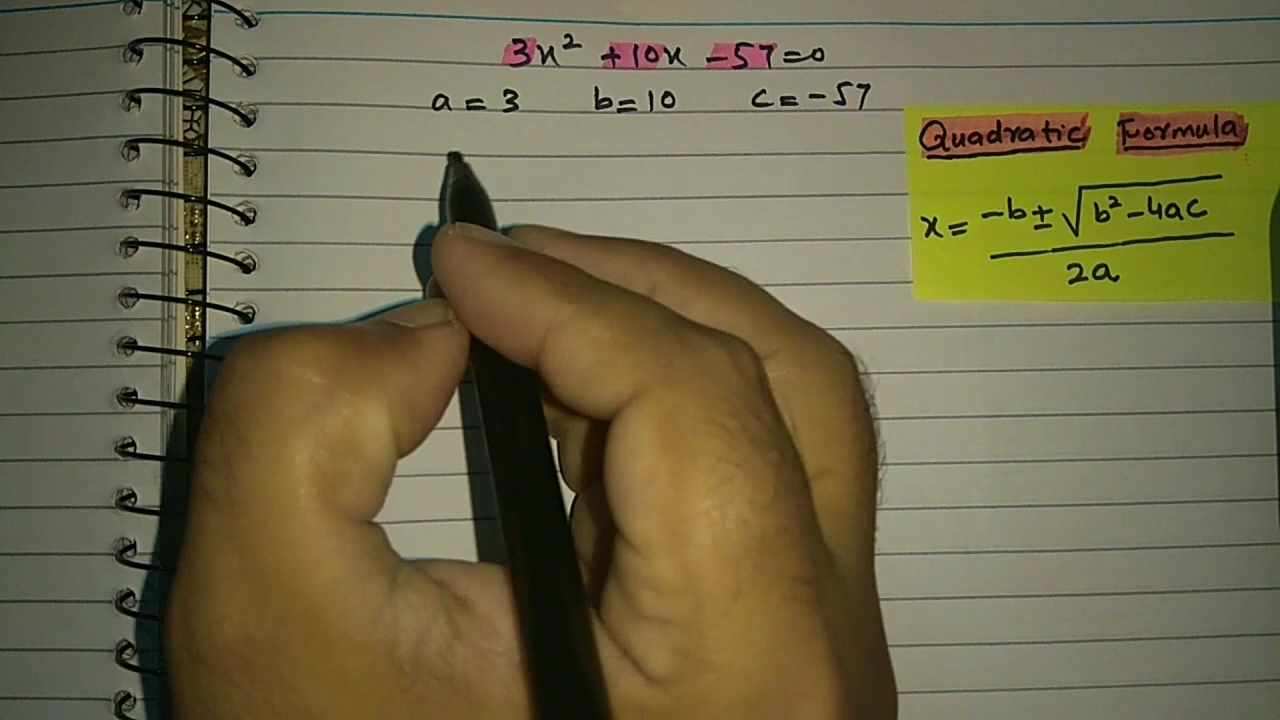 3x² +10x -57=0
a = 3 b=10 c=-57
Quadratic Formula
x = -b ± √b²-4ac
2a